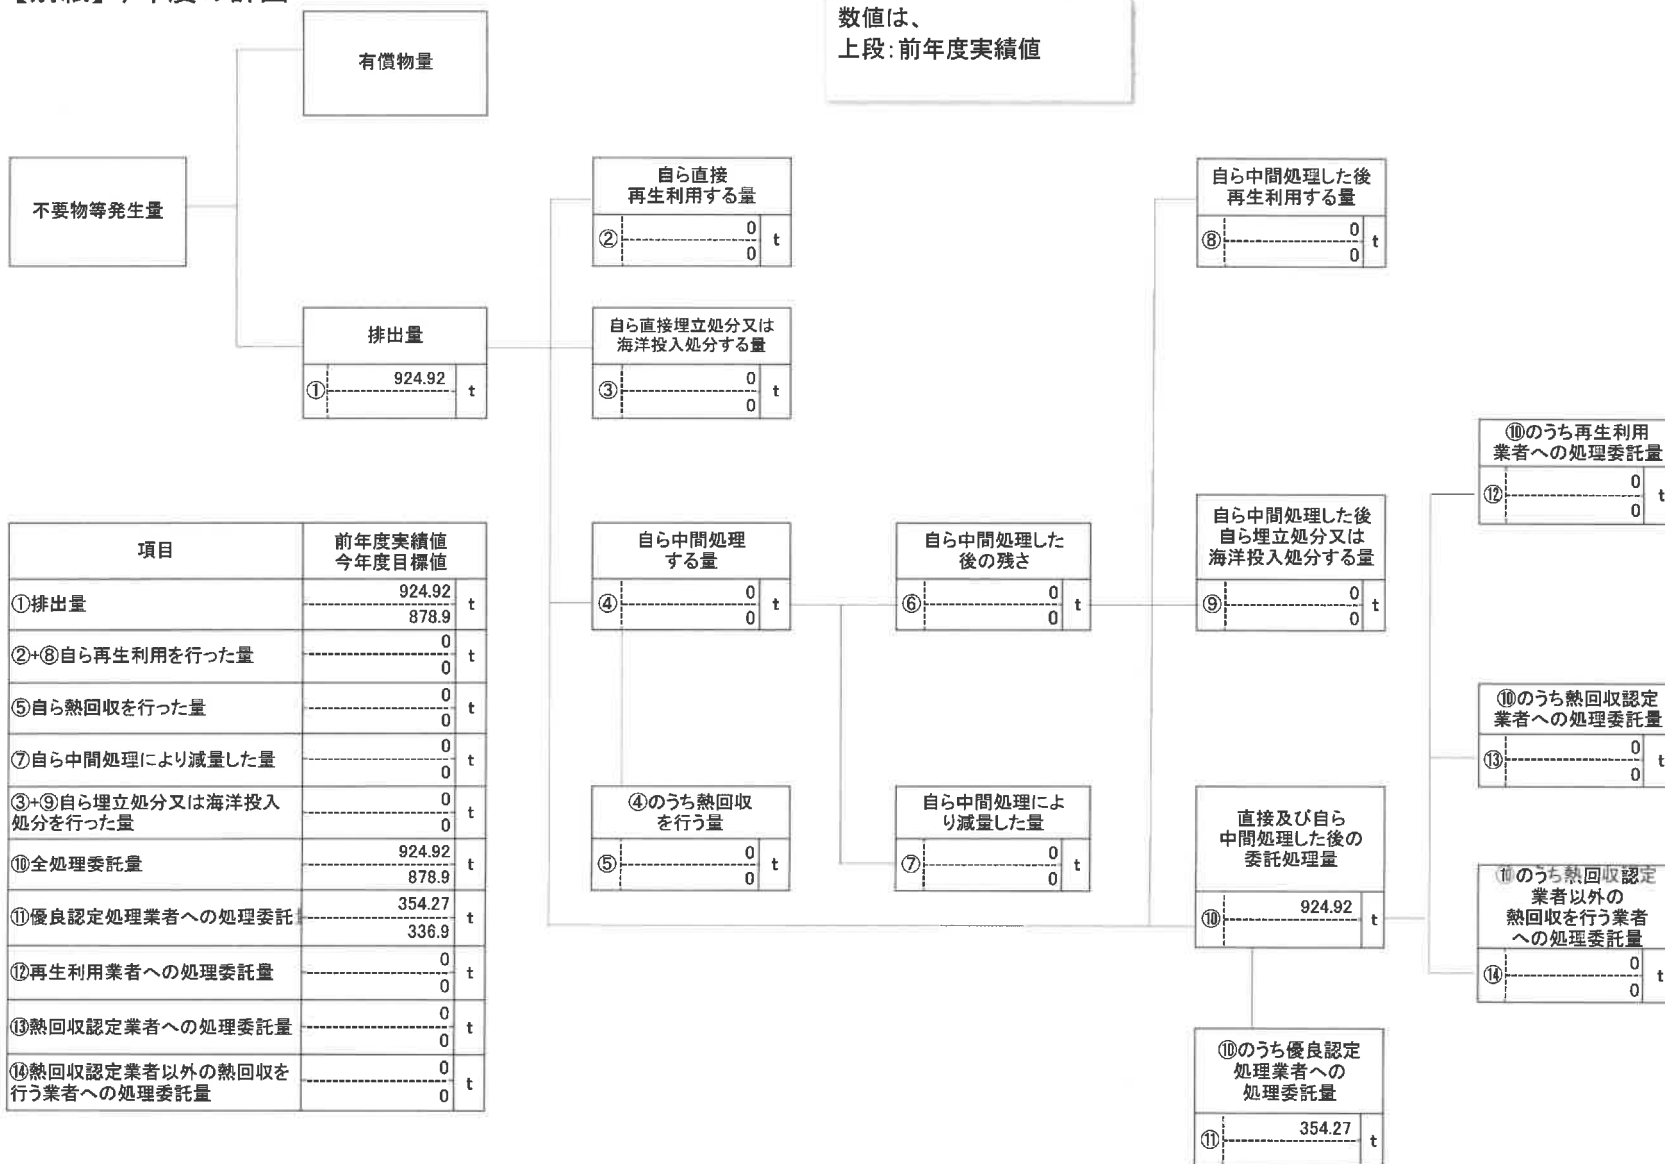 数値は、
上段:前年度実績値
有償物量
不要物等発生量
排出量
① 924.92 t
自ら直接
再生利用する量
② 0 t
0
自ら直接埋立処分又は
海洋投入処分する量
③ 0 t
0
自ら中間処理
する量
④ 0 t
0
④のうち熱回収
を行う量
⑤ 0 t
0
自ら中間処理した
後の残さ
⑥ 0 t
0
自ら中間処理によ
り減量した量
⑦ 0 t
0
自ら中間処理した後
再生利用する量
⑧ 0 t
0
自ら中間処理した後
自ら埋立処分又は
海洋投入処分する量
⑨ 0 t
0
直接及び自ら
中間処理した後の
委託処理量
⑩ 924.92 t
⑩のうち優良認定
処理業者への
処理委託量
⑪ 354.27 t
⑩のうち再生利用
業者への処理委託量
⑫ 0 t
0
⑩のうち熱回収認定
業者への処理委託量
⑬ 0 t
0
⑩のうち熱回収認定
業者以外の
熱回収を行う業者
への処理委託量
⑭ 0 t
0
項目 前年度実績値
今年度目標値
①排出量 924.92 t
878.9
②+⑧自ら再生利用を行った量 0 t
0
⑤自ら熱回収を行った量 0 t
0
⑦自ら中間処理により減量した量 0 t
0
③+⑨自ら埋立処分又は海洋投入
処分を行った量 0 t
0
⑩全処理委託量 924.92 t
878.9
⑪優良認定処理業者への処理委託 354.27 t
336.9
⑫再生利用業者への処理委託量 0 t
0
⑬熱回収認定業者への処理委託量 0 t
0
⑭熱回収認定業者以外の熱回収を
行う業者への処理委託量 0 t
0